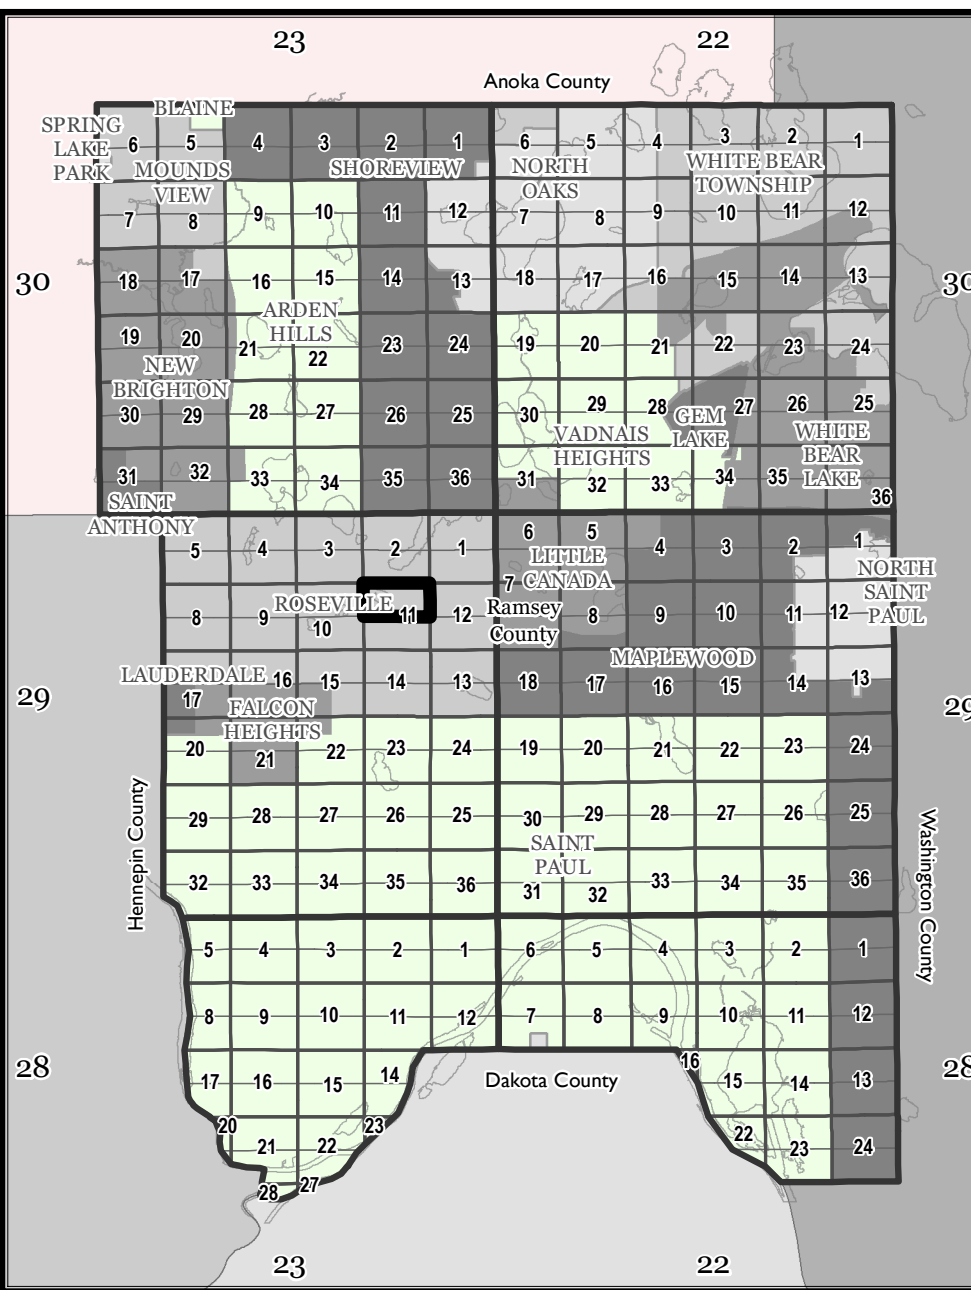 23 22
Anoka County
BLAINE
SPRING
LAKE
PARK
6 5 4 3 2 1 6 5 4 3 2 1
MOUNDS
VIEW
SHOREVIEW
NORTH
OAKS
WHITE BEAR
TOWNSHIP
7 8 9 10 11 12 7 8 9 10 11 12
30 18 17 16 15 14 13 18 17 16 15 14 13 30
ARDEN
HILLS
19 20 21 22 23 24 19 20 21 22 23 24
NEW
BRIGHTON
30 29 28 27 26 25 30 29 28 27 26 25
GEM
LAKE
VADNAIS
HEIGHTS
WHITE
BEAR
LAKE
31 32 33 34 35 36 31 32 33 34 35 36
SAINT
ANTHONY
5 4 3 2 1 6 5 4 3 2 1
LITTLE
CANADA
NORTH
SAINT
PAUL
8 9 10 11 12 7 8 9 10 11 12
ROSEVILLE
Ramsey
County
MAPLEWOOD
LAUDERDALE
29 17 16 15 14 13 18 17 16 15 14 13 29
FALCON
HEIGHTS
20 21 22 23 24 19 20 21 22 23 24
29 28 27 26 25 30 29 28 27 26 25
Hennepin County
Washington County
SAINT
PAUL
32 33 34 35 36 31 32 33 34 35 36
5 4 3 2 1 6 5 4 3 2 1
8 9 10 11 12 7 8 9 10 11 12
28 17 16 15 14 16 15 14 13 28
Dakota County
20 21 22 23 22 23 24
28 27
23 22